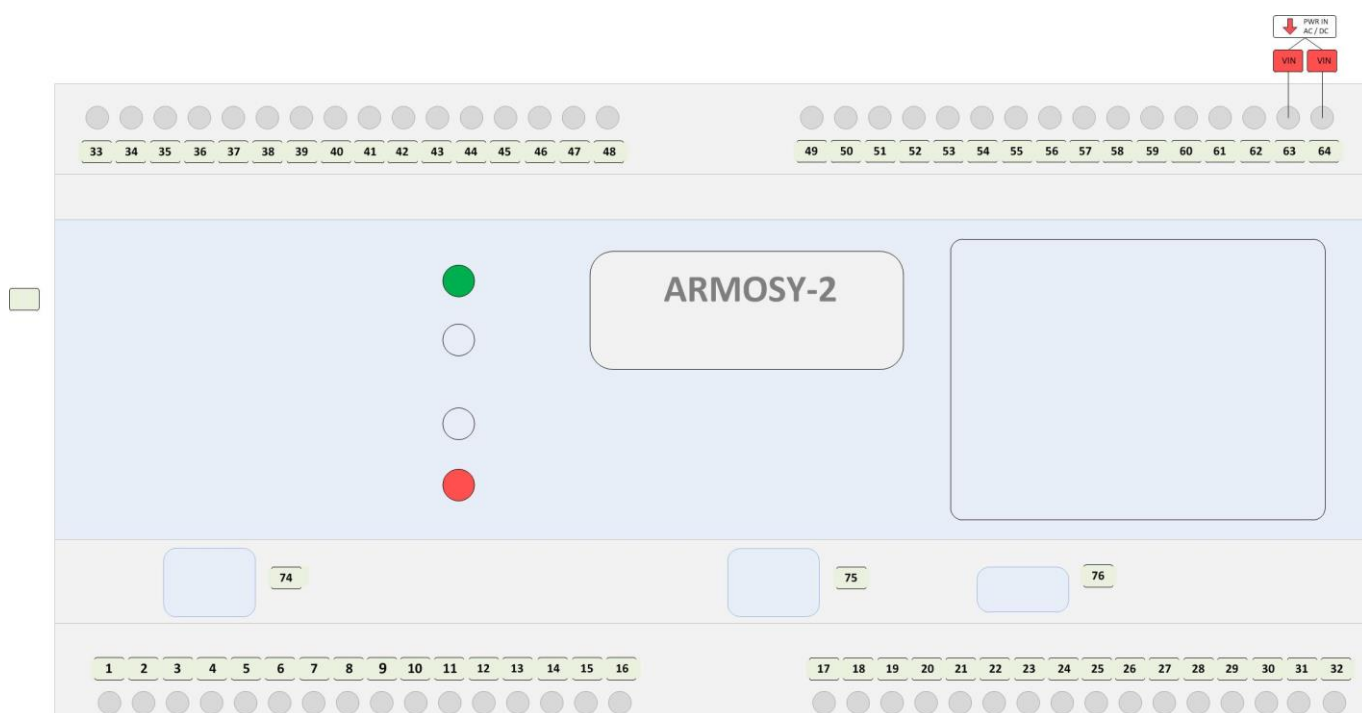 PWR IN
AC / DC
VIN VIN
33 34 35 36 37 38 39 40 41 42 43 44 45 46 47 48 49 50 51 52 53 54 55 56 57 58 59 60 61 62 63 64
ARMOSY-2
74 75 76
1 2 3 4 5 6 7 8 9 10 11 12 13 14 15 16 17 18 19 20 21 22 23 24 25 26 27 28 29 30 31 32